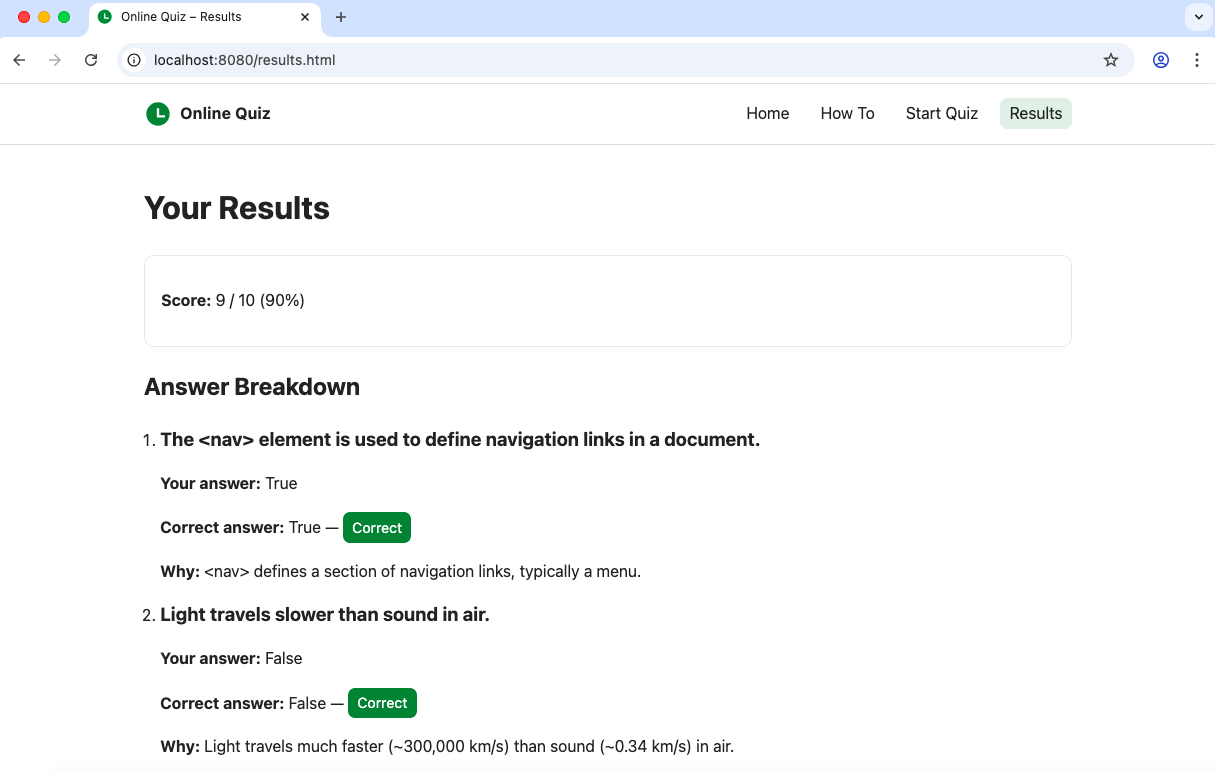 Online Quiz – Results
localhost:8080/results.html
Online Quiz
Home
How To
Start Quiz
Results
Your Results
Score: 9 / 10 (90%)
Answer Breakdown
1. The <nav> element is used to define navigation links in a document.
Your answer: True
Correct answer: True — Correct
Why: <nav> defines a section of navigation links, typically a menu.
2. Light travels slower than sound in air.
Your answer: False
Correct answer: False — Correct
Why: Light travels much faster (~300,000 km/s) than sound (~0.34 km/s) in air.